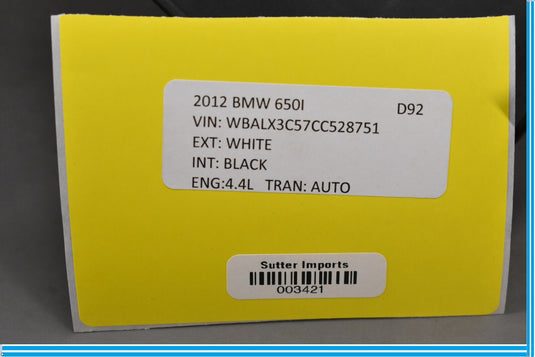 2012 BMW 650I D92
VIN: WBALX3C57CC528751
EXT: WHITE
INT: BLACK
ENG:4.4L TRAN: AUTO
Sutter Imports
003421